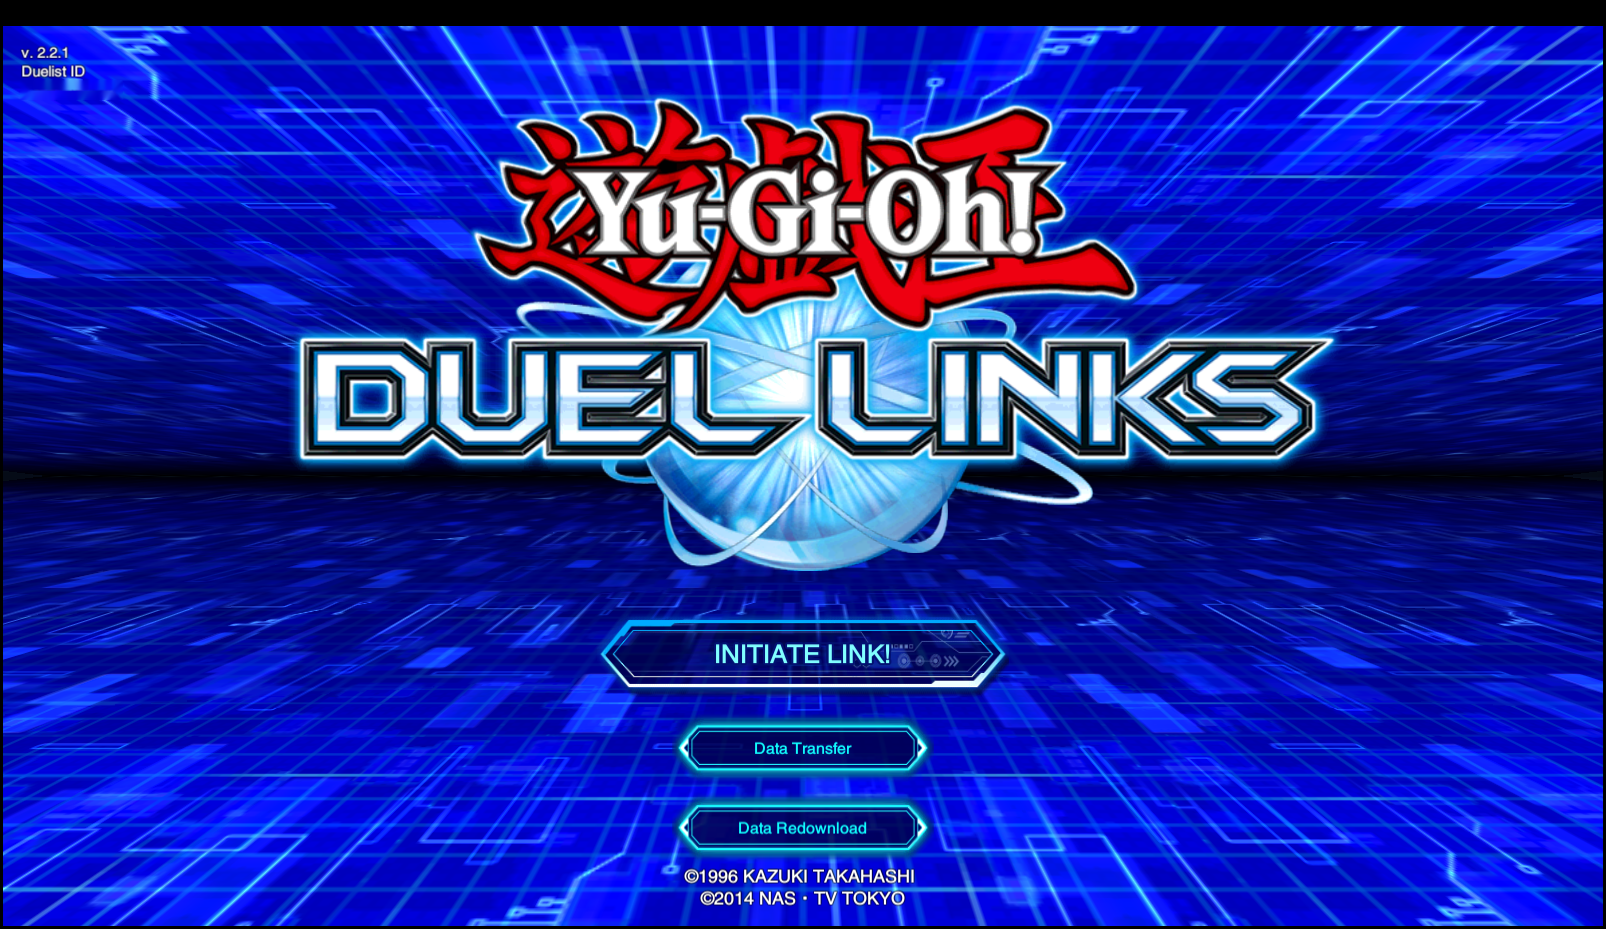 v. 2.2.1
Duelist ID
遊戯王
Yu-Gi-Oh!
DUEL LINKS
INITIATE LINK!
Data Transfer
Data Redownload
©1996 KAZUKI TAKAHASHI
©2014 NAS・TV TOKYO